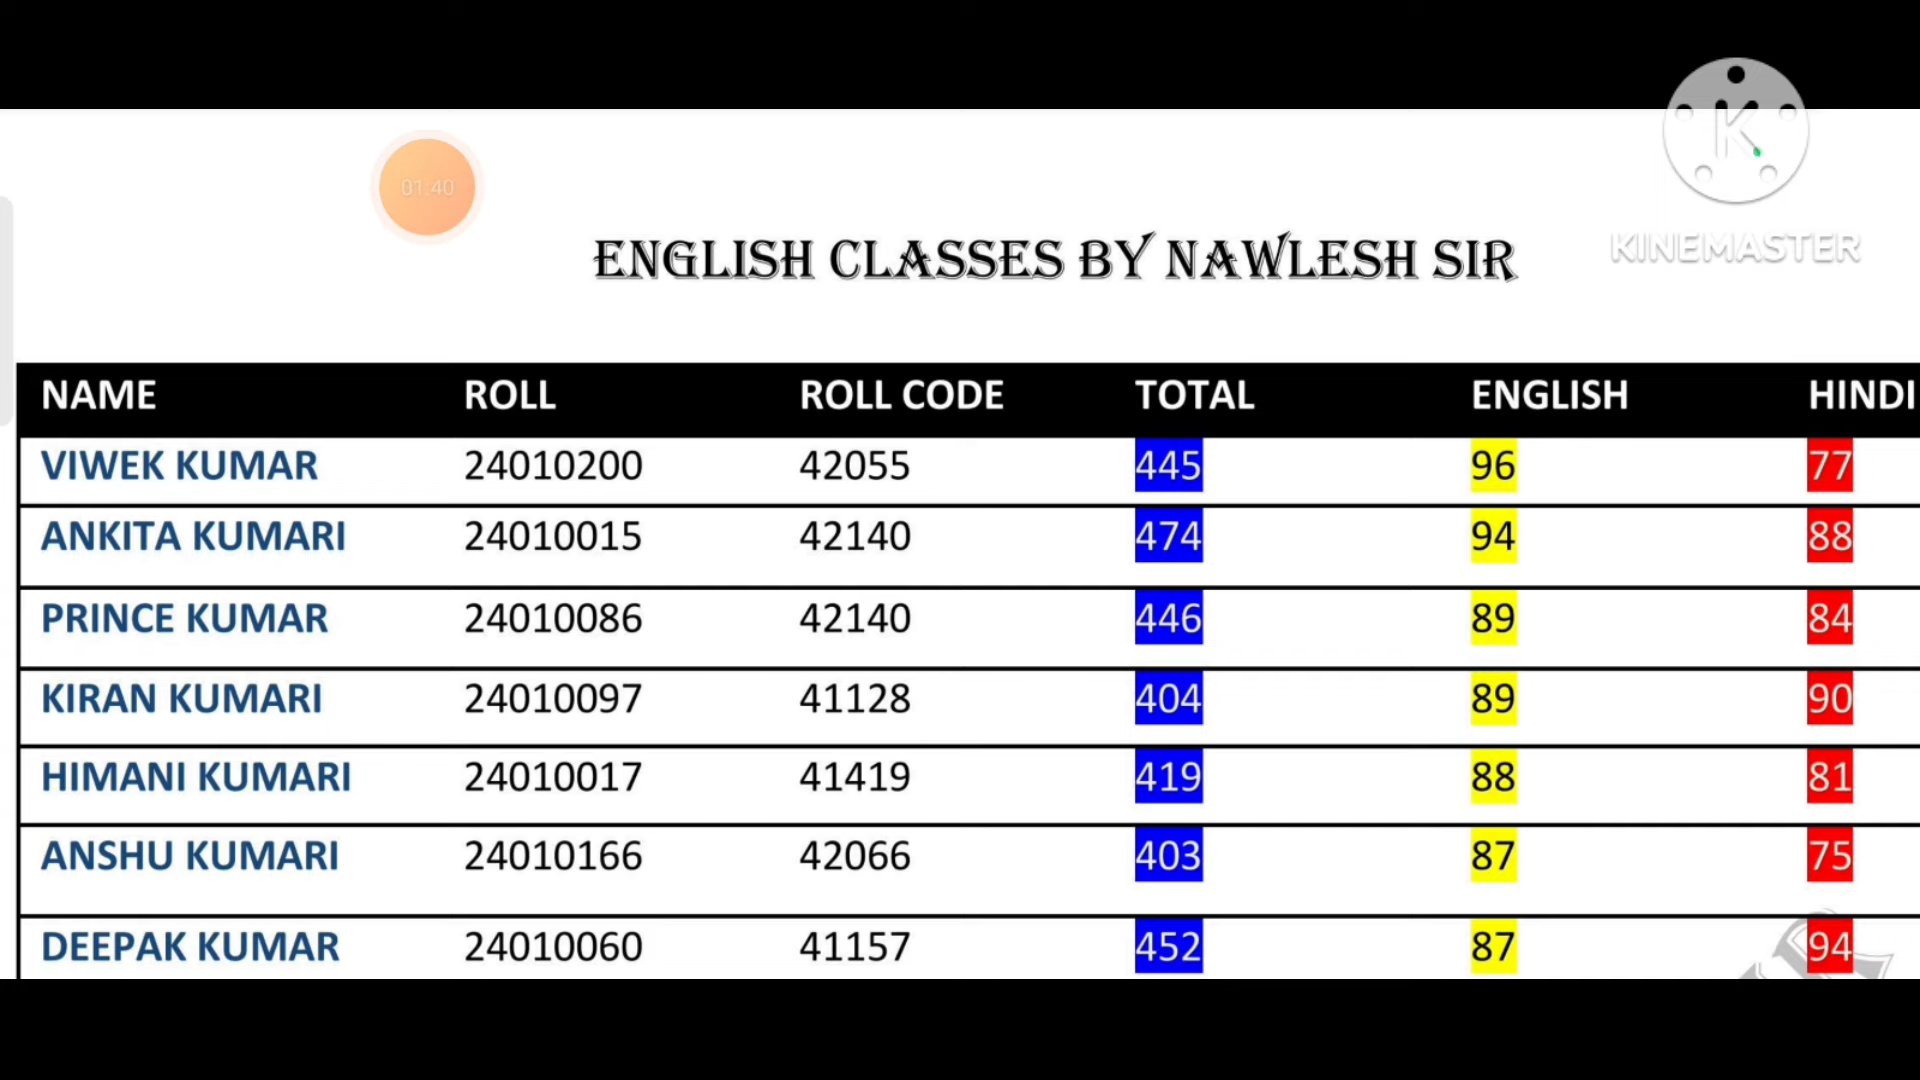 01:40
KINEMASTER
ENGLISH CLASSES BY NAWLESH SIR
NAME ROLL ROLL CODE TOTAL ENGLISH HINDI
VIWEK KUMAR 24010200 42055 445 96 77
ANKITA KUMARI 24010015 42140 474 94 88
PRINCE KUMAR 24010086 42140 446 89 84
KIRAN KUMARI 24010097 41128 404 89 90
HIMANI KUMARI 24010017 41419 419 88 81
ANSHU KUMARI 24010166 42066 403 87 75
DEEPAK KUMAR 24010060 41157 452 87 94